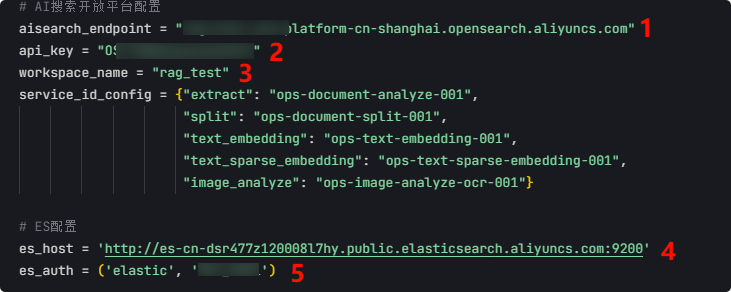 # AI搜索开放平台配置
aisearch_endpoint = "platform-cn-shanghai.opensearch.aliyuncs.com" 1
api_key = "OS" 2
workspace_name = "rag_test" 3
service_id_config = {"extract": "ops-document-analyze-001",
"split": "ops-document-split-001",
"text_embedding": "ops-text-embedding-001",
"text_sparse_embedding": "ops-text-sparse-embedding-001",
"image_analyze": "ops-image-analyze-ocr-001"}
# ES配置
es_host = 'http://es-cn-dsr477z120008l7hy.public.elasticsearch.aliyuncs.com:9200' 4
es_auth = ('elastic', '') 5